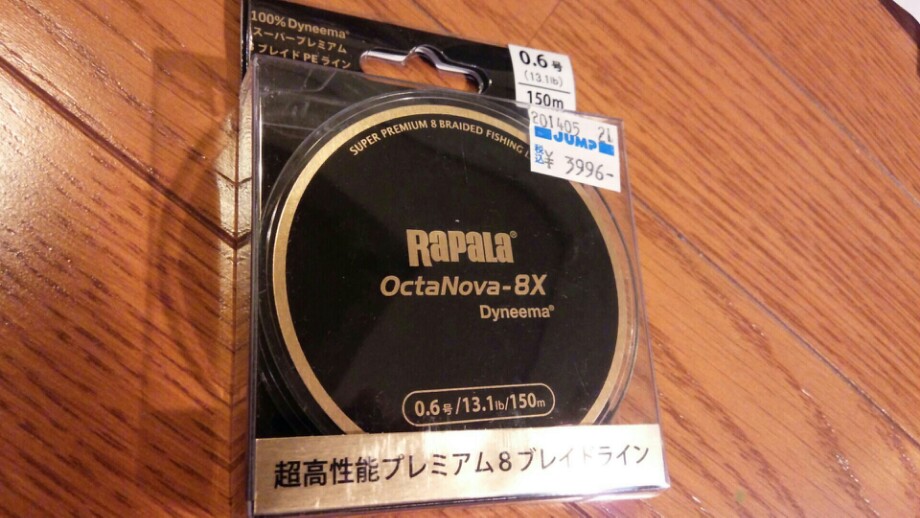 100% Dyneema®
スーパープレミアム
ブレイド PE ライン
0.6号
(13.1lb)
150m
201405 21
JUMP
税込 ¥ 3996-
SUPER PREMIUM 8 BRAIDED FISHING
Rapala®
OctaNova-8X
Dyneema®
0.6号/13.1lb/150m
超高性能プレミアム8ブレイドライン